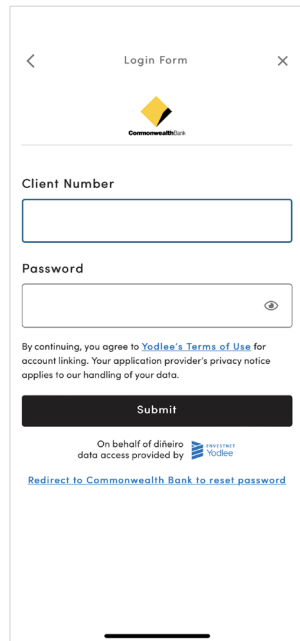 Login Form
CommonwealthBank
Client Number
Password
By continuing, you agree to Yodlee's Terms of Use for
account linking. Your application provider's privacy notice
applies to our handling of your data.
Submit
On behalf of diñeiro
data access provided by
ENVESTNET
Yodlee
Redirect to Commonwealth Bank to reset password